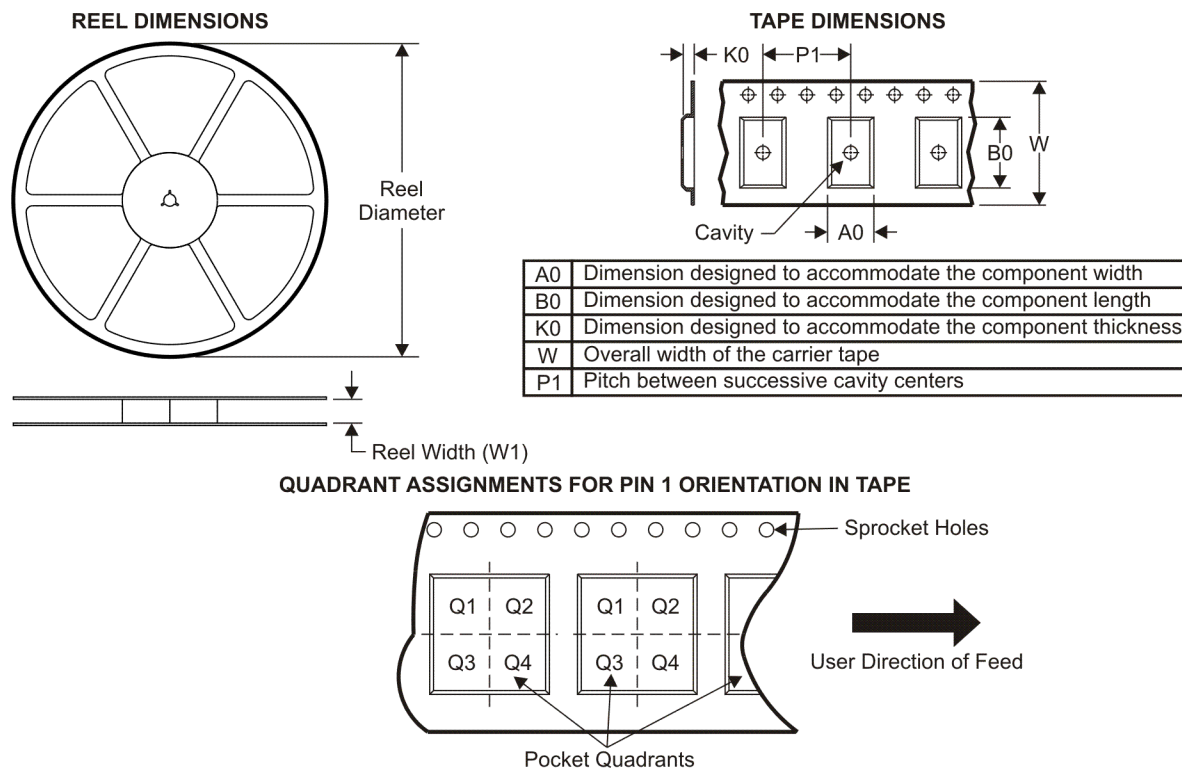 REEL DIMENSIONS
Reel
Diameter
Reel Width (W1)
TAPE DIMENSIONS
K0
P1
B0
W
Cavity
A0
A0 Dimension designed to accommodate the component width
B0 Dimension designed to accommodate the component length
K0 Dimension designed to accommodate the component thickness
W Overall width of the carrier tape
P1 Pitch between successive cavity centers
QUADRANT ASSIGNMENTS FOR PIN 1 ORIENTATION IN TAPE
Sprocket Holes
Q1 Q2 Q1 Q2
Q3 Q4 Q3 Q4
User Direction of Feed
Pocket Quadrants